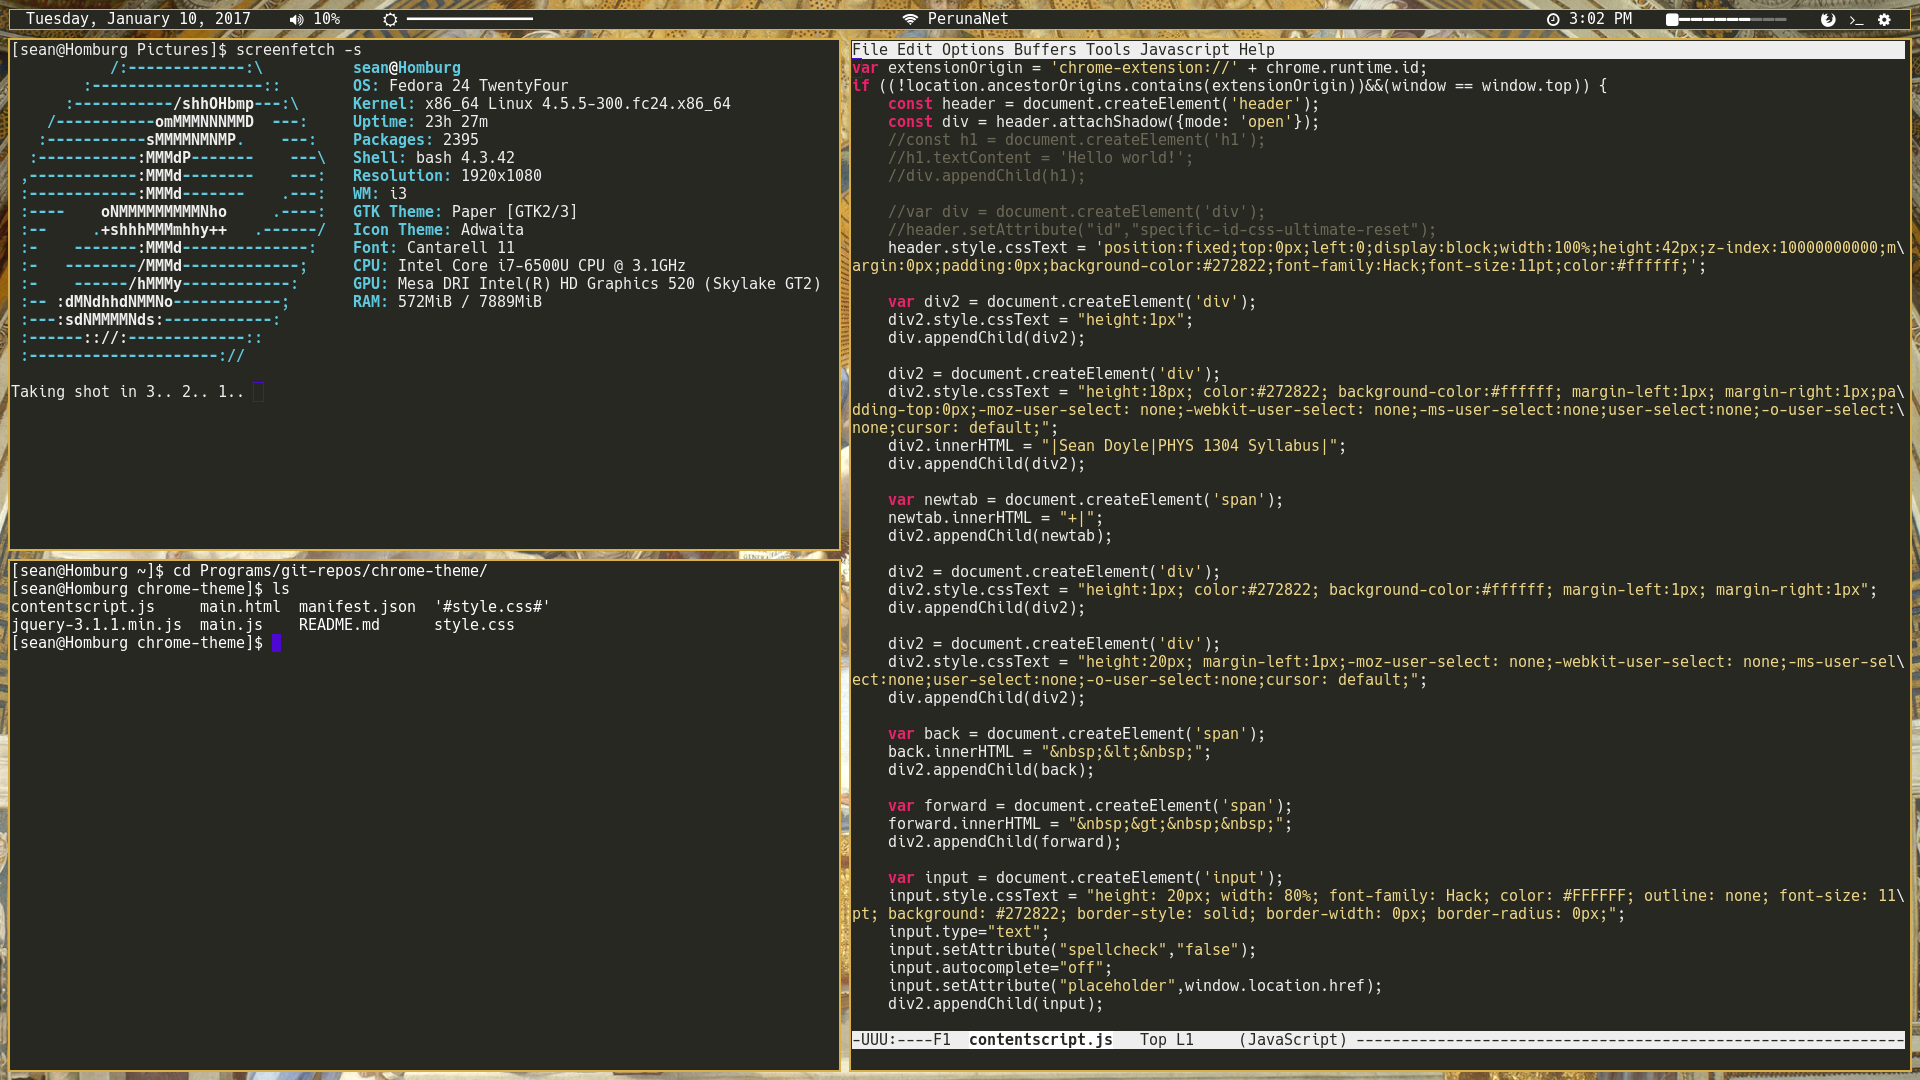 Tuesday, January 10, 2017 10% PerunaNet 3:02 PM >_
[sean@Homburg Pictures]$ screenfetch -s
/:-------------:\ sean@Homburg
:-------------------:: OS: Fedora 24 TwentyFour
:-----------/shhOHbmp---:\ Kernel: x86_64 Linux 4.5.5-300.fc24.x86_64
/-----------omMMMNNNMMD ---: Uptime: 23h 27m
:-----------sMMMMNMNMP. ---: Packages: 2395
:-----------:MMMdP------- ---\ Shell: bash 4.3.42
,------------:MMMd-------- ---: Resolution: 1920x1080
:------------:MMMd------- .---: WM: i3
:---- oNMMMMMMMMMNho .----: GTK Theme: Paper [GTK2/3]
:-- .+shhhMMMmhhy++ .------/ Icon Theme: Adwaita
:- -------:MMMd--------------: Font: Cantarell 11
:- --------/MMMd-------------; CPU: Intel Core i7-6500U CPU @ 3.1GHz
:- ------/hMMMy------------: GPU: Mesa DRI Intel(R) HD Graphics 520 (Skylake GT2)
:-- :dMNdhhdNMMNo------------; RAM: 572MiB / 7889MiB
:---:sdNMMMMNds:------------:
:------:://:-------------::
:---------------------://
Taking shot in 3.. 2.. 1..
[sean@Homburg ~]$ cd Programs/git-repos/chrome-theme/
[sean@Homburg chrome-theme]$ ls
contentscript.js main.html manifest.json '#style.css#'
jquery-3.1.1.min.js main.js README.md style.css
[sean@Homburg chrome-theme]$
File Edit Options Buffers Tools Javascript Help
var extensionOrigin = 'chrome-extension://' + chrome.runtime.id;
if ((!location.ancestorOrigins.contains(extensionOrigin))&&(window == window.top)) {
const header = document.createElement('header');
const div = header.attachShadow({mode: 'open'});
//const h1 = document.createElement('h1');
//h1.textContent = 'Hello world!';
//div.appendChild(h1);
//var div = document.createElement('div');
//header.setAttribute("id","specific-id-css-ultimate-reset");
header.style.cssText = 'position:fixed;top:0px;left:0;display:block;width:100%;height:42px;z-index:10000000000;m\
argin:0px;padding:0px;background-color:#272822;font-family:Hack;font-size:11pt;color:#ffffff;';
var div2 = document.createElement('div');
div2.style.cssText = "height:1px";
div.appendChild(div2);
div2 = document.createElement('div');
div2.style.cssText = "height:18px; color:#272822; background-color:#ffffff; margin-left:1px; margin-right:1px;pa\
dding-top:0px;-moz-user-select: none;-webkit-user-select: none;-ms-user-select:none;user-select:none;-o-user-select:\
none;cursor: default;";
div2.innerHTML = "|Sean Doyle|PHYS 1304 Syllabus|";
div.appendChild(div2);
var newtab = document.createElement('span');
newtab.innerHTML = "+|";
div2.appendChild(newtab);
div2 = document.createElement('div');
div2.style.cssText = "height:1px; color:#272822; background-color:#ffffff; margin-left:1px; margin-right:1px";
div.appendChild(div2);
div2 = document.createElement('div');
div2.style.cssText = "height:20px; margin-left:1px;-moz-user-select: none;-webkit-user-select: none;-ms-user-sel\
ect:none;user-select:none;-o-user-select:none;cursor: default;";
div.appendChild(div2);
var back = document.createElement('span');
back.innerHTML = "&nbsp;&lt;&nbsp;";
div2.appendChild(back);
var forward = document.createElement('span');
forward.innerHTML = "&nbsp;&gt;&nbsp;&nbsp;";
div2.appendChild(forward);
var input = document.createElement('input');
input.style.cssText = "height: 20px; width: 80%; font-family: Hack; color: #FFFFFF; outline: none; font-size: 11\
pt; background: #272822; border-style: solid; border-width: 0px; border-radius: 0px;";
input.type="text";
input.setAttribute("spellcheck","false");
input.autocomplete="off";
input.setAttribute("placeholder",window.location.href);
div2.appendChild(input);
-UUU:----F1 contentscript.js Top L1 (JavaScript) -------------------------------------------------------------